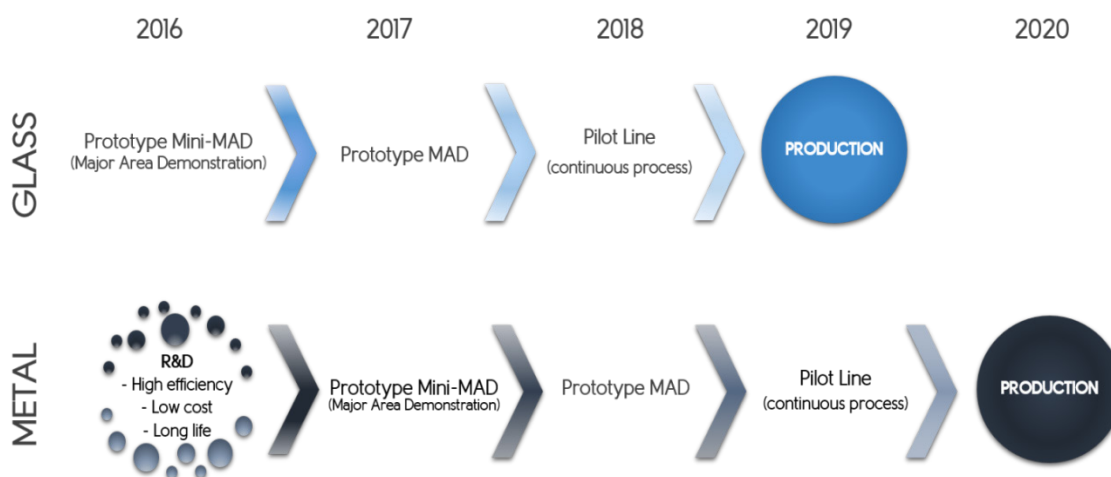 2016
2017
2018
2019
2020
GLASS
Prototype Mini-MAD
(Major Area Demonstration)
Prototype MAD
Pilot Line
(continuous process)
PRODUCTION
METAL
R&D
- High efficiency
- Low cost
- Long life
Prototype Mini-MAD
(Major Area Demonstration)
Prototype MAD
Pilot Line
(continuous process)
PRODUCTION